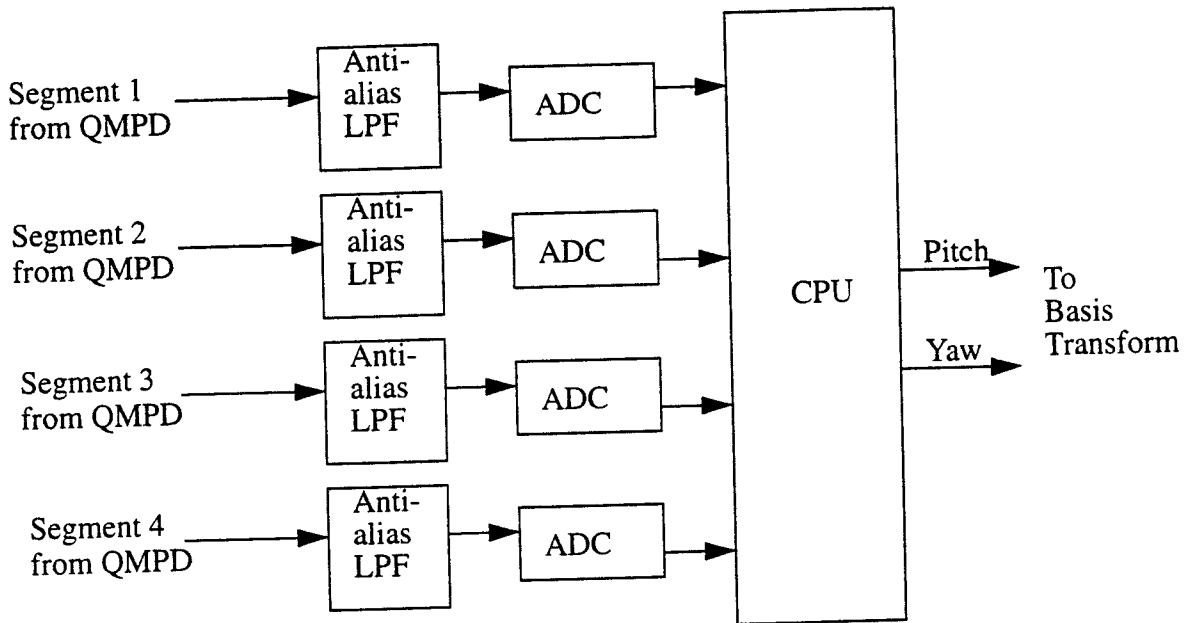 Segment 1
from QMPD
Anti-
alias
LPF
ADC
Segment 2
from QMPD
Anti-
alias
LPF
ADC
Segment 3
from QMPD
Anti-
alias
LPF
ADC
Segment 4
from QMPD
Anti-
alias
LPF
ADC
CPU
Pitch
Yaw
To
Basis
Transform